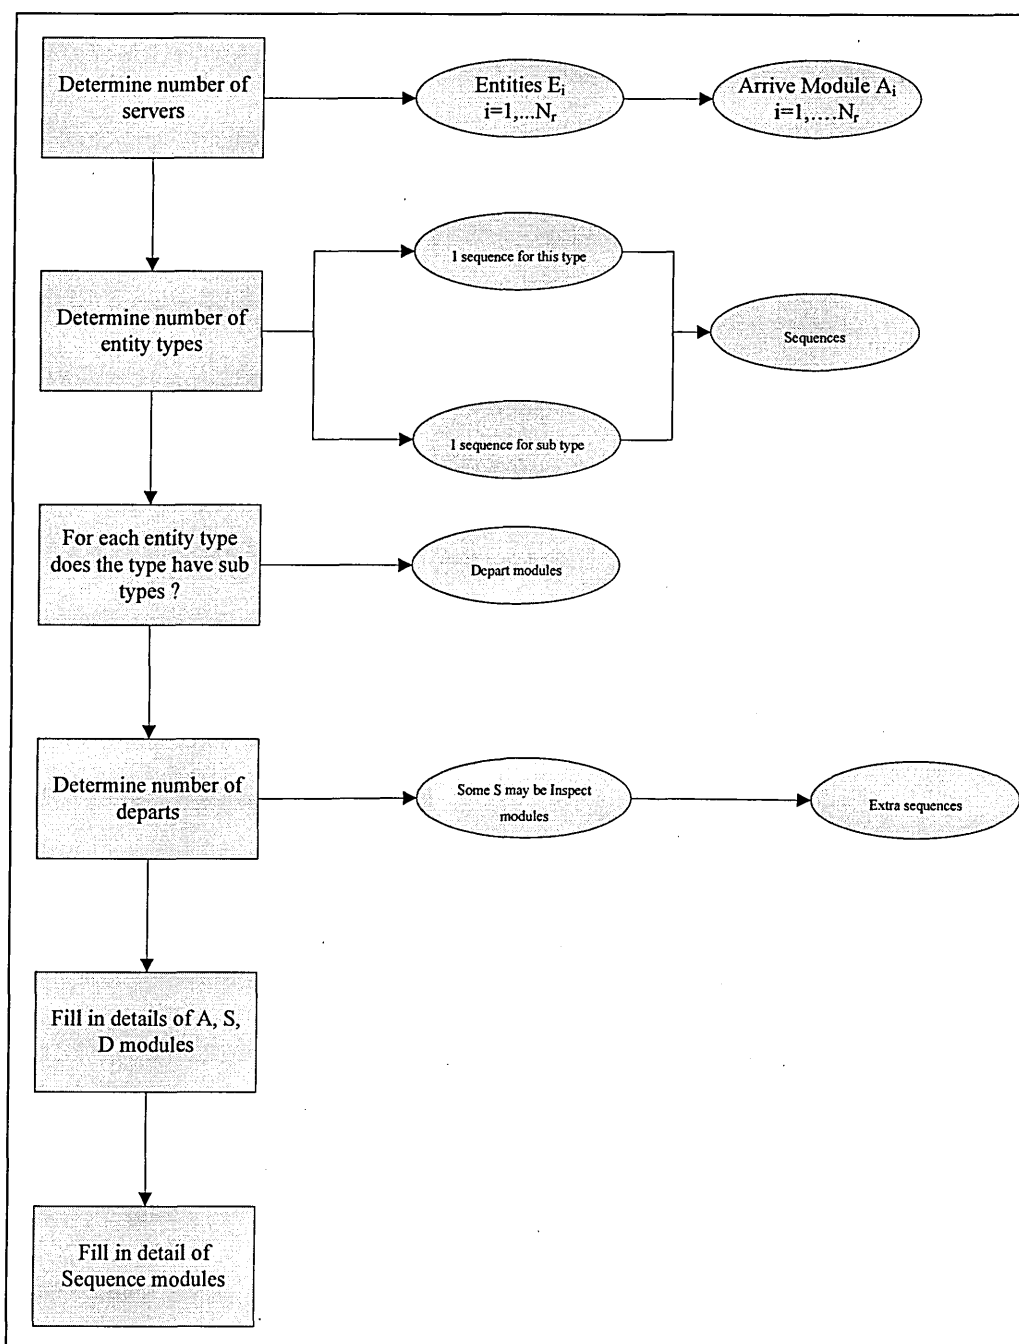 Determine number of
servers
Entities Ei
i=1,...Nr
Arrive Module Ai
i=1,....Nr
1 sequence for this type
Determine number of
entity types
Sequences
1 sequence for sub type
For each entity type
does the type have sub
types ?
Depart modules
Determine number of
departs
Some S may be Inspect
modules
Extra sequences
Fill in details of A, S,
D modules
Fill in detail of
Sequence modules